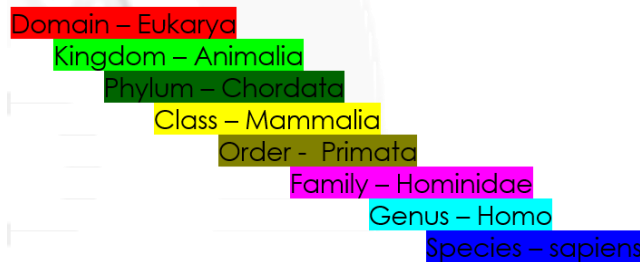 Domain – Eukarya
Kingdom – Animalia
Phylum – Chordata
Class – Mammalia
Order -  Primata
Family – Hominidae
Genus – Homo
Species – sapiens